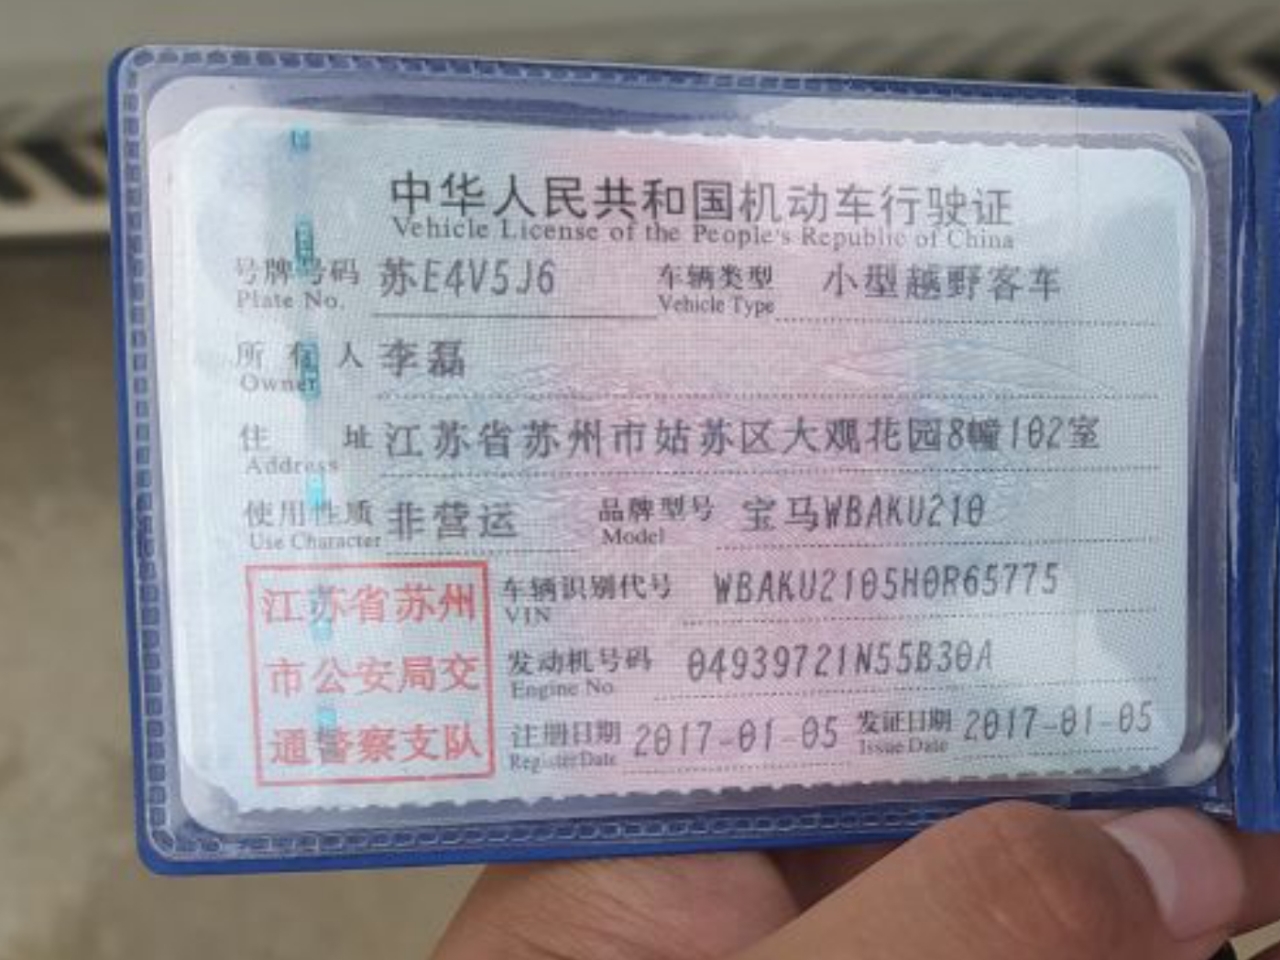 中华人民共和国机动车行驶证
Vehicle License of the People's Republic of China
号牌号码 苏E4V5J6 车辆类型 小型越野客车
Plate No. Vehicle Type
所有人 李磊
Owner
住址 江苏省苏州市姑苏区大观花园8幢102室
Address
使用性质 非营运 品牌型号 宝马WBAKU210
Use Character Model
车辆识别代号 WBAKU2105H0R65775
VIN
发动机号码 04939721N55B30A
Engine No.
注册日期 2017-01-05 发证日期 2017-01-05
Register Date Issue Date
江苏省苏州
市公安局交
通警察支队